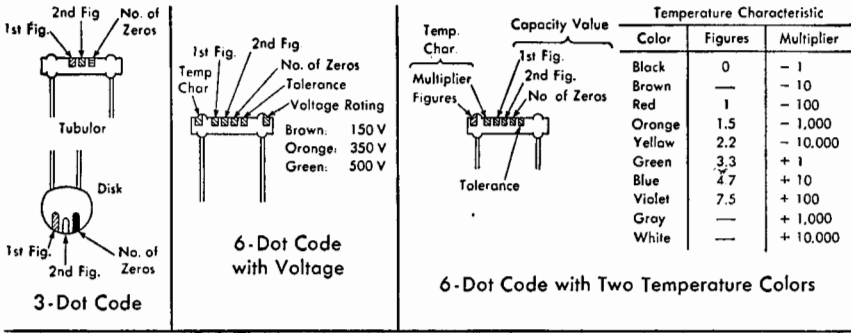 2nd Fig
No. of
Zeros
1st Fig.
Tubular
Disk
1st Fig.
2nd Fig.
No. of
Zeros
3-Dot Code
1st Fig.
2nd Fig
No. of Zeros
Tolerance
Temp
Char
Voltage Rating
Brown: 150 V
Orange: 350 V
Green: 500 V
6-Dot Code
with Voltage
Temp.
Char.
Capacity Value
1st Fig.
2nd Fig.
No of Zeros
Multiplier
Figures
Tolerance
Temperature Characteristic
Color Figures Multiplier
Black 0 - 1
Brown — - 10
Red 1 - 100
Orange 1.5 - 1,000
Yellow 2.2 - 10,000
Green 3.3 + 1
Blue 4.7 + 10
Violet 7.5 + 100
Gray — + 1,000
White — + 10,000
6-Dot Code with Two Temperature Colors